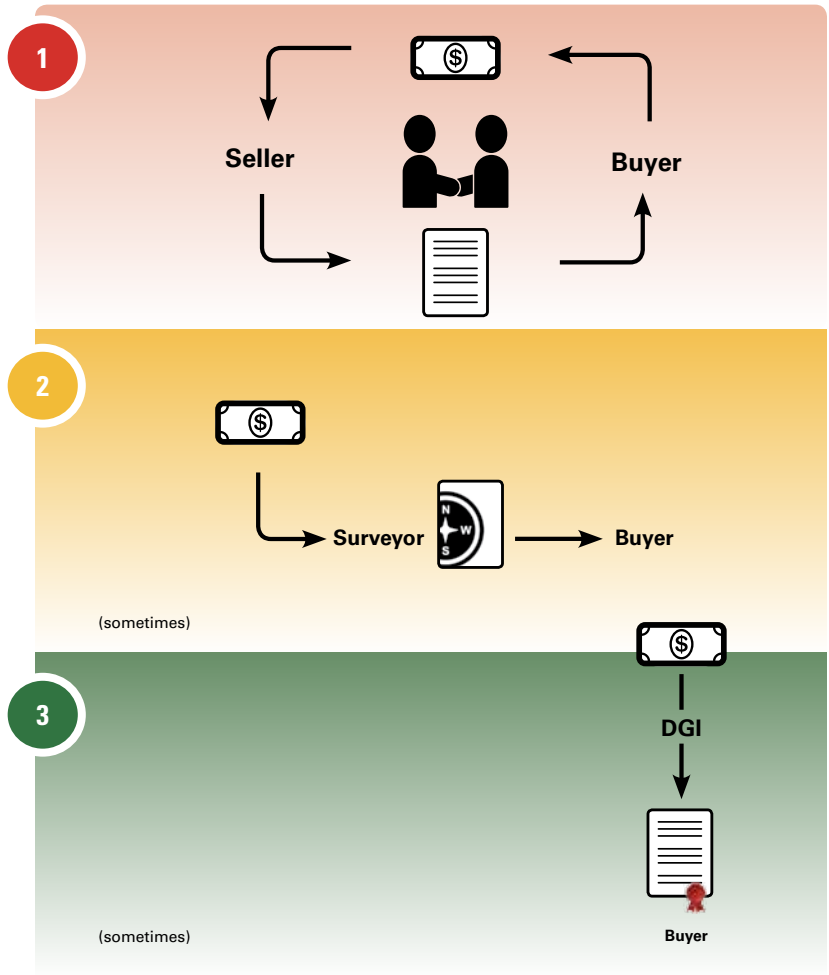 1
$
Seller
Buyer
2
$
N
W
S
Surveyor
Buyer
(sometimes)
$
3
DGI
(sometimes)
Buyer